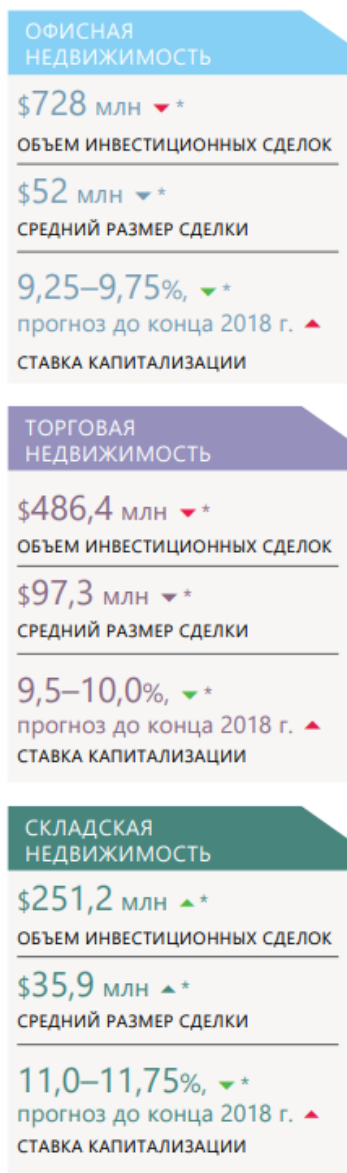 ОФИСНАЯ
НЕДВИЖИМОСТЬ
$728 млн ▼ *
ОБЪЕМ ИНВЕСТИЦИОННЫХ СДЕЛОК
$52 млн ▼ *
СРЕДНИЙ РАЗМЕР СДЕЛКИ
9,25–9,75%, ▼ *
прогноз до конца 2018 г. ▲
СТАВКА КАПИТАЛИЗАЦИИ
ТОРГОВАЯ
НЕДВИЖИМОСТЬ
$486,4 млн ▼ *
ОБЪЕМ ИНВЕСТИЦИОННЫХ СДЕЛОК
$97,3 млн ▼ *
СРЕДНИЙ РАЗМЕР СДЕЛКИ
9,5–10,0%, ▼ *
прогноз до конца 2018 г. ▲
СТАВКА КАПИТАЛИЗАЦИИ
СКЛАДСКАЯ
НЕДВИЖИМОСТЬ
$251,2 млн ▲ *
ОБЪЕМ ИНВЕСТИЦИОННЫХ СДЕЛОК
$35,9 млн ▲ *
СРЕДНИЙ РАЗМЕР СДЕЛКИ
11,0–11,75%, ▼ *
прогноз до конца 2018 г. ▲
СТАВКА КАПИТАЛИЗАЦИИ